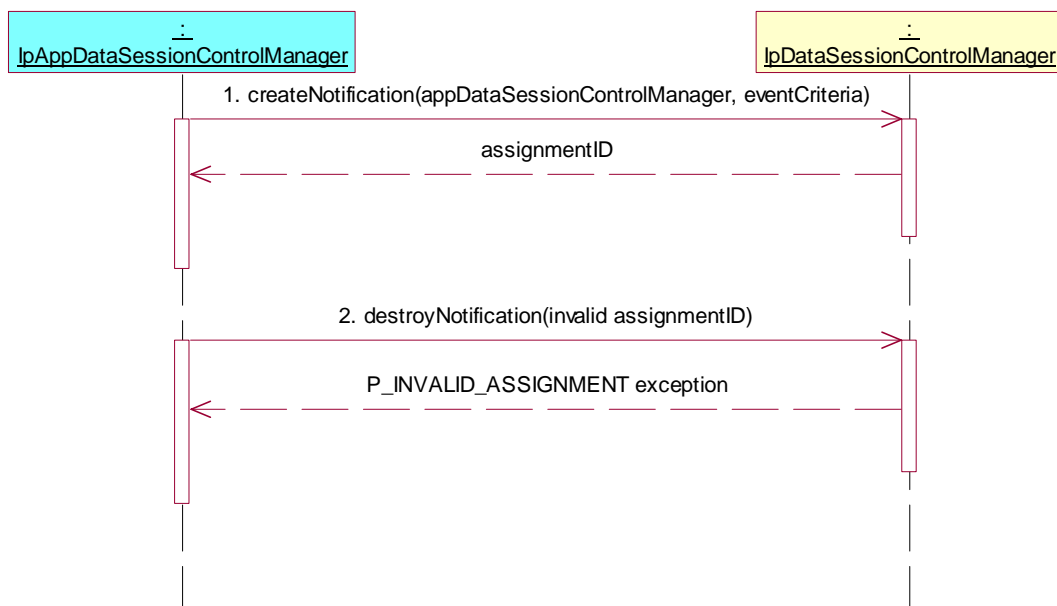 :
IpAppDataSessionControlManager
:
IpDataSessionControlManager
1. createNotification(appDataSessionControlManager, eventCriteria)
assignmentID
2. destroyNotification(invalid assignmentID)
P_INVALID_ASSIGNMENT exception